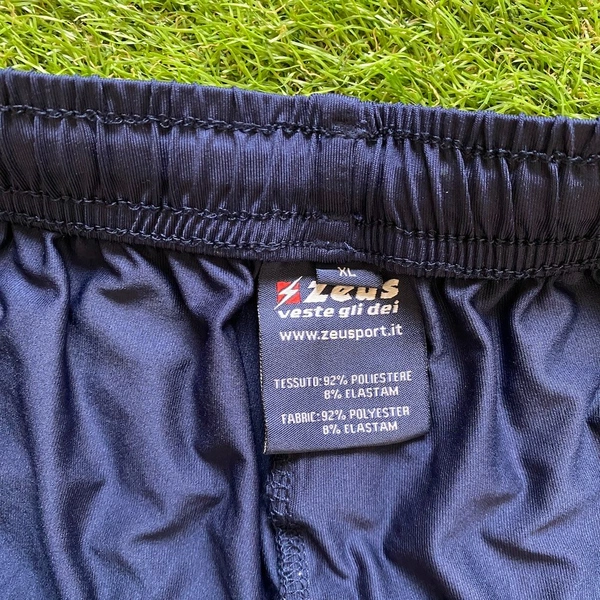 XL
zeus
veste gli dei
www.zeusport.it
TESSUTO:92% POLIESTERE
8% ELASTAM
FABRIC:92% POLYESTER
8% ELASTAM